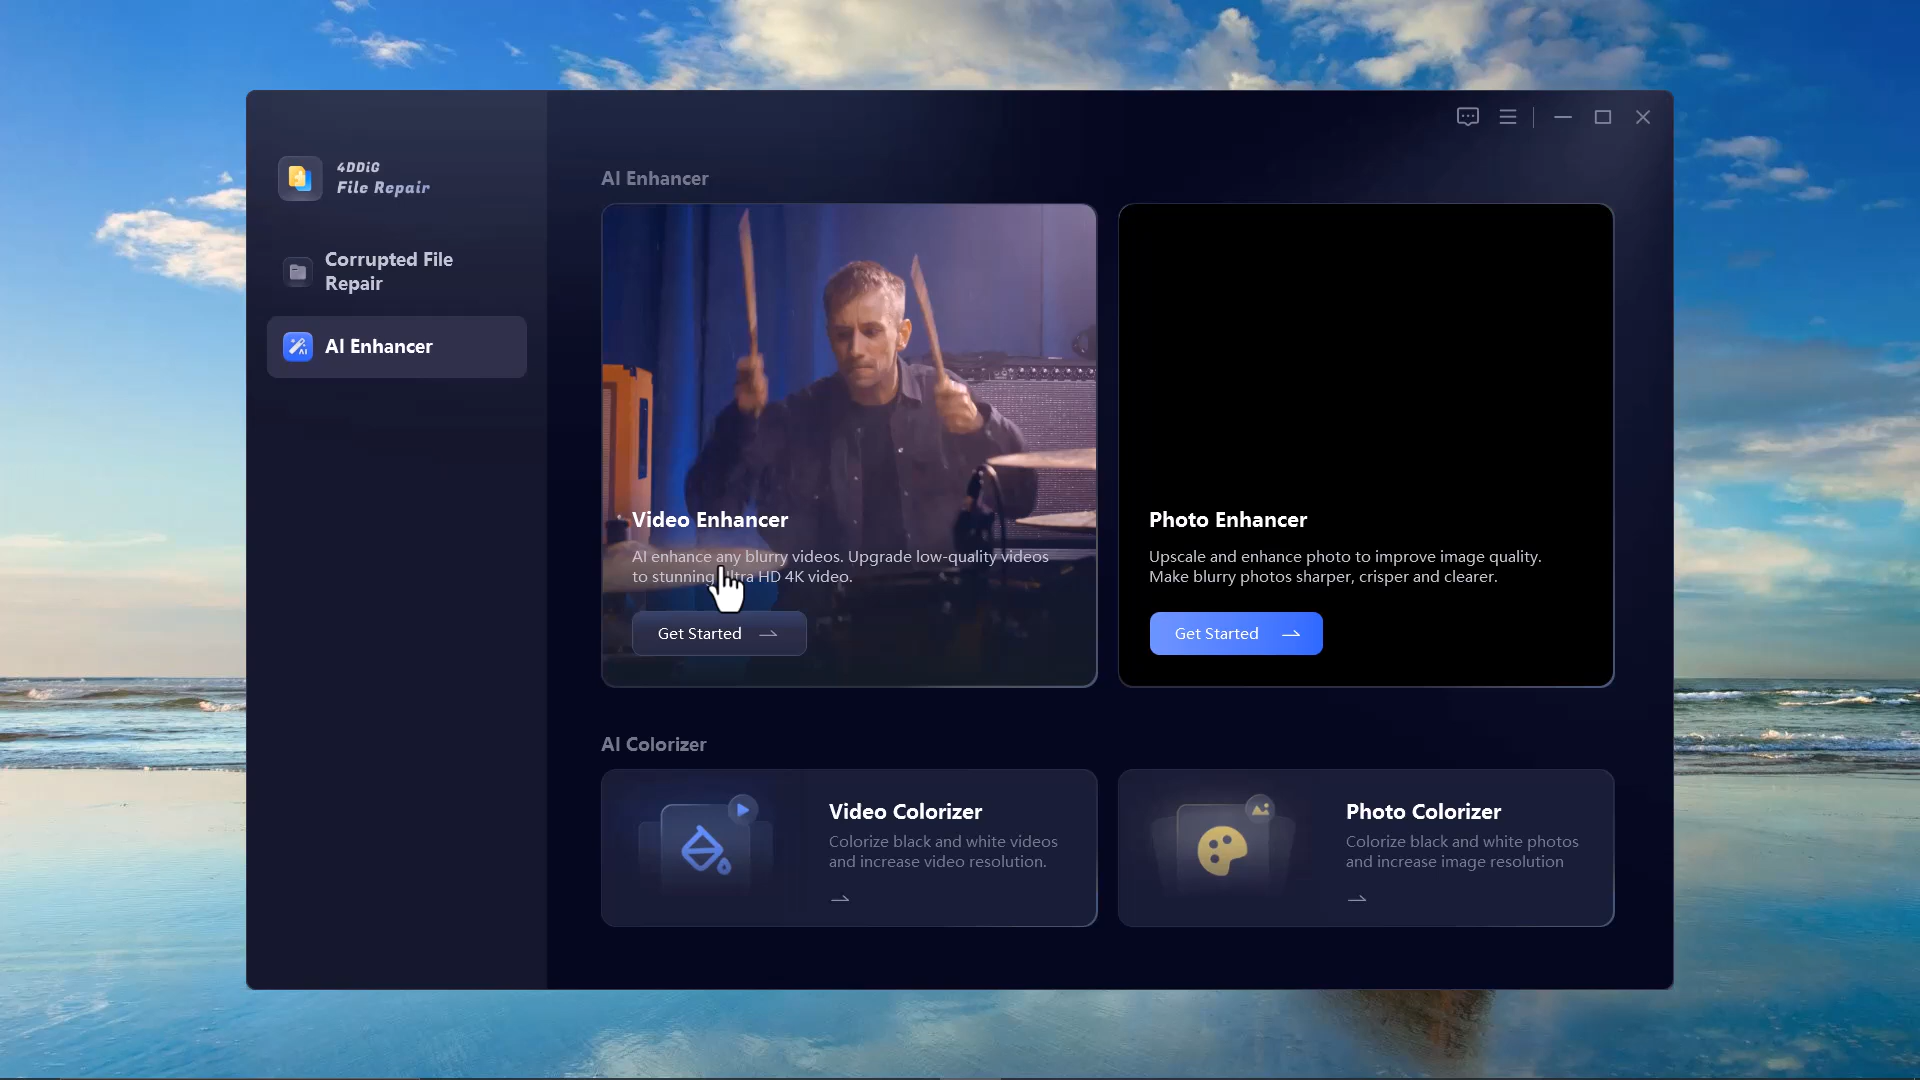 4DDiG
File Repair
Corrupted File
Repair
AI Enhancer
AI Enhancer
Video Enhancer
AI enhance any blurry videos. Upgrade low-quality videos
to stunning Ultra HD 4K video.
Get Started
Photo Enhancer
Upscale and enhance photo to improve image quality.
Make blurry photos sharper, crisper and clearer.
Get Started
AI Colorizer
Video Colorizer
Colorize black and white videos
and increase video resolution.
Photo Colorizer
Colorize black and white photos
and increase image resolution